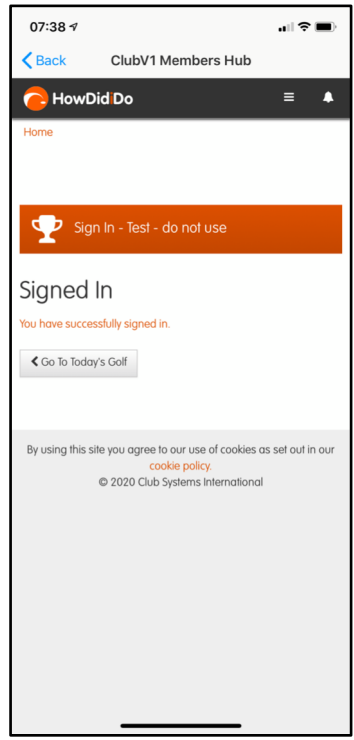 07:38
Back ClubV1 Members Hub
HowDidiDo
Home
Sign In - Test - do not use
Signed In
You have successfully signed in.
Go To Today's Golf
By using this site you agree to our use of cookies as set out in our
cookie policy.
© 2020 Club Systems International